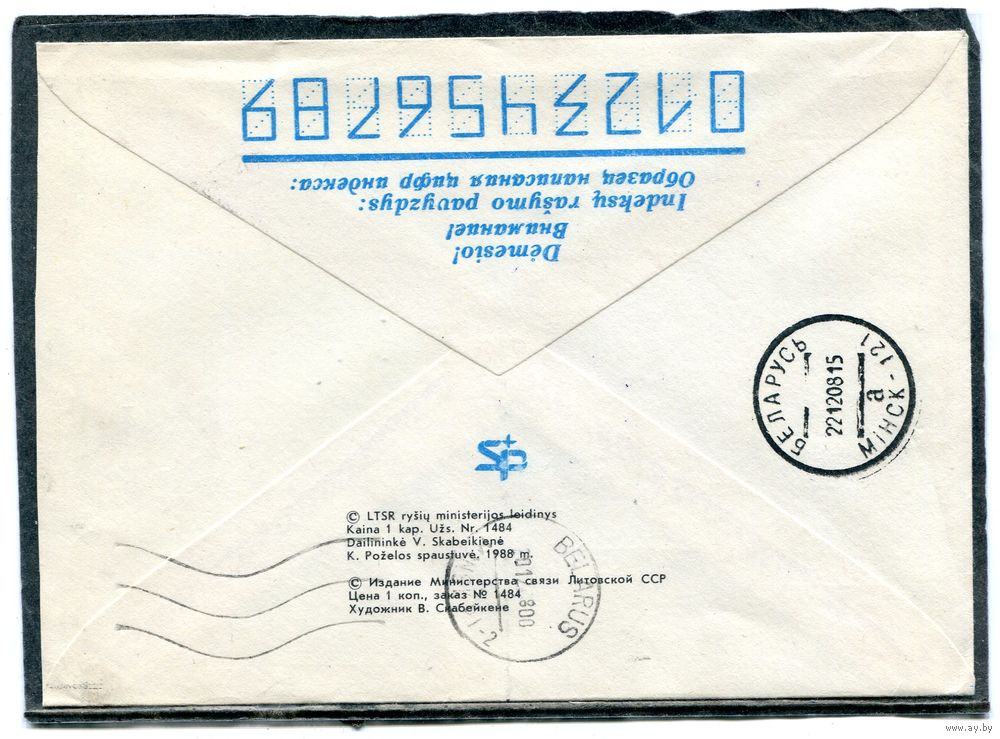 Dėmesio!
Внимание!
Indeksų rašymo pavyzdys:
Образец написания цифр индекса:
0123456789
БЕЛАРУСЬ
22120815
а
МІНСК-121
© LTSR ryšių ministerijos leidinys
Kaina 1 kap. Užs. Nr. 1484
Dailininkė V. Skabeikienė
K. Poželos spaustuvė. 1988 m.
© Издание Министерства связи Литовской ССР
Цена 1 коп., заказ № 1484
Художник В. Скабейкене
BELARUS
800
www.ay.by